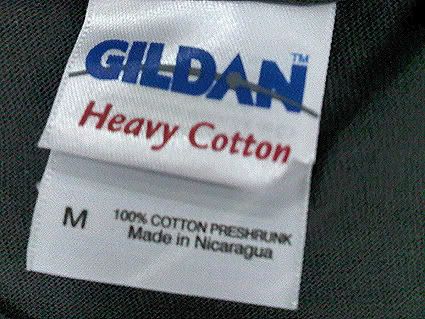 GILDAN™
Heavy Cotton
M
100% COTTON PRESHRUNK
Made in Nicaragua